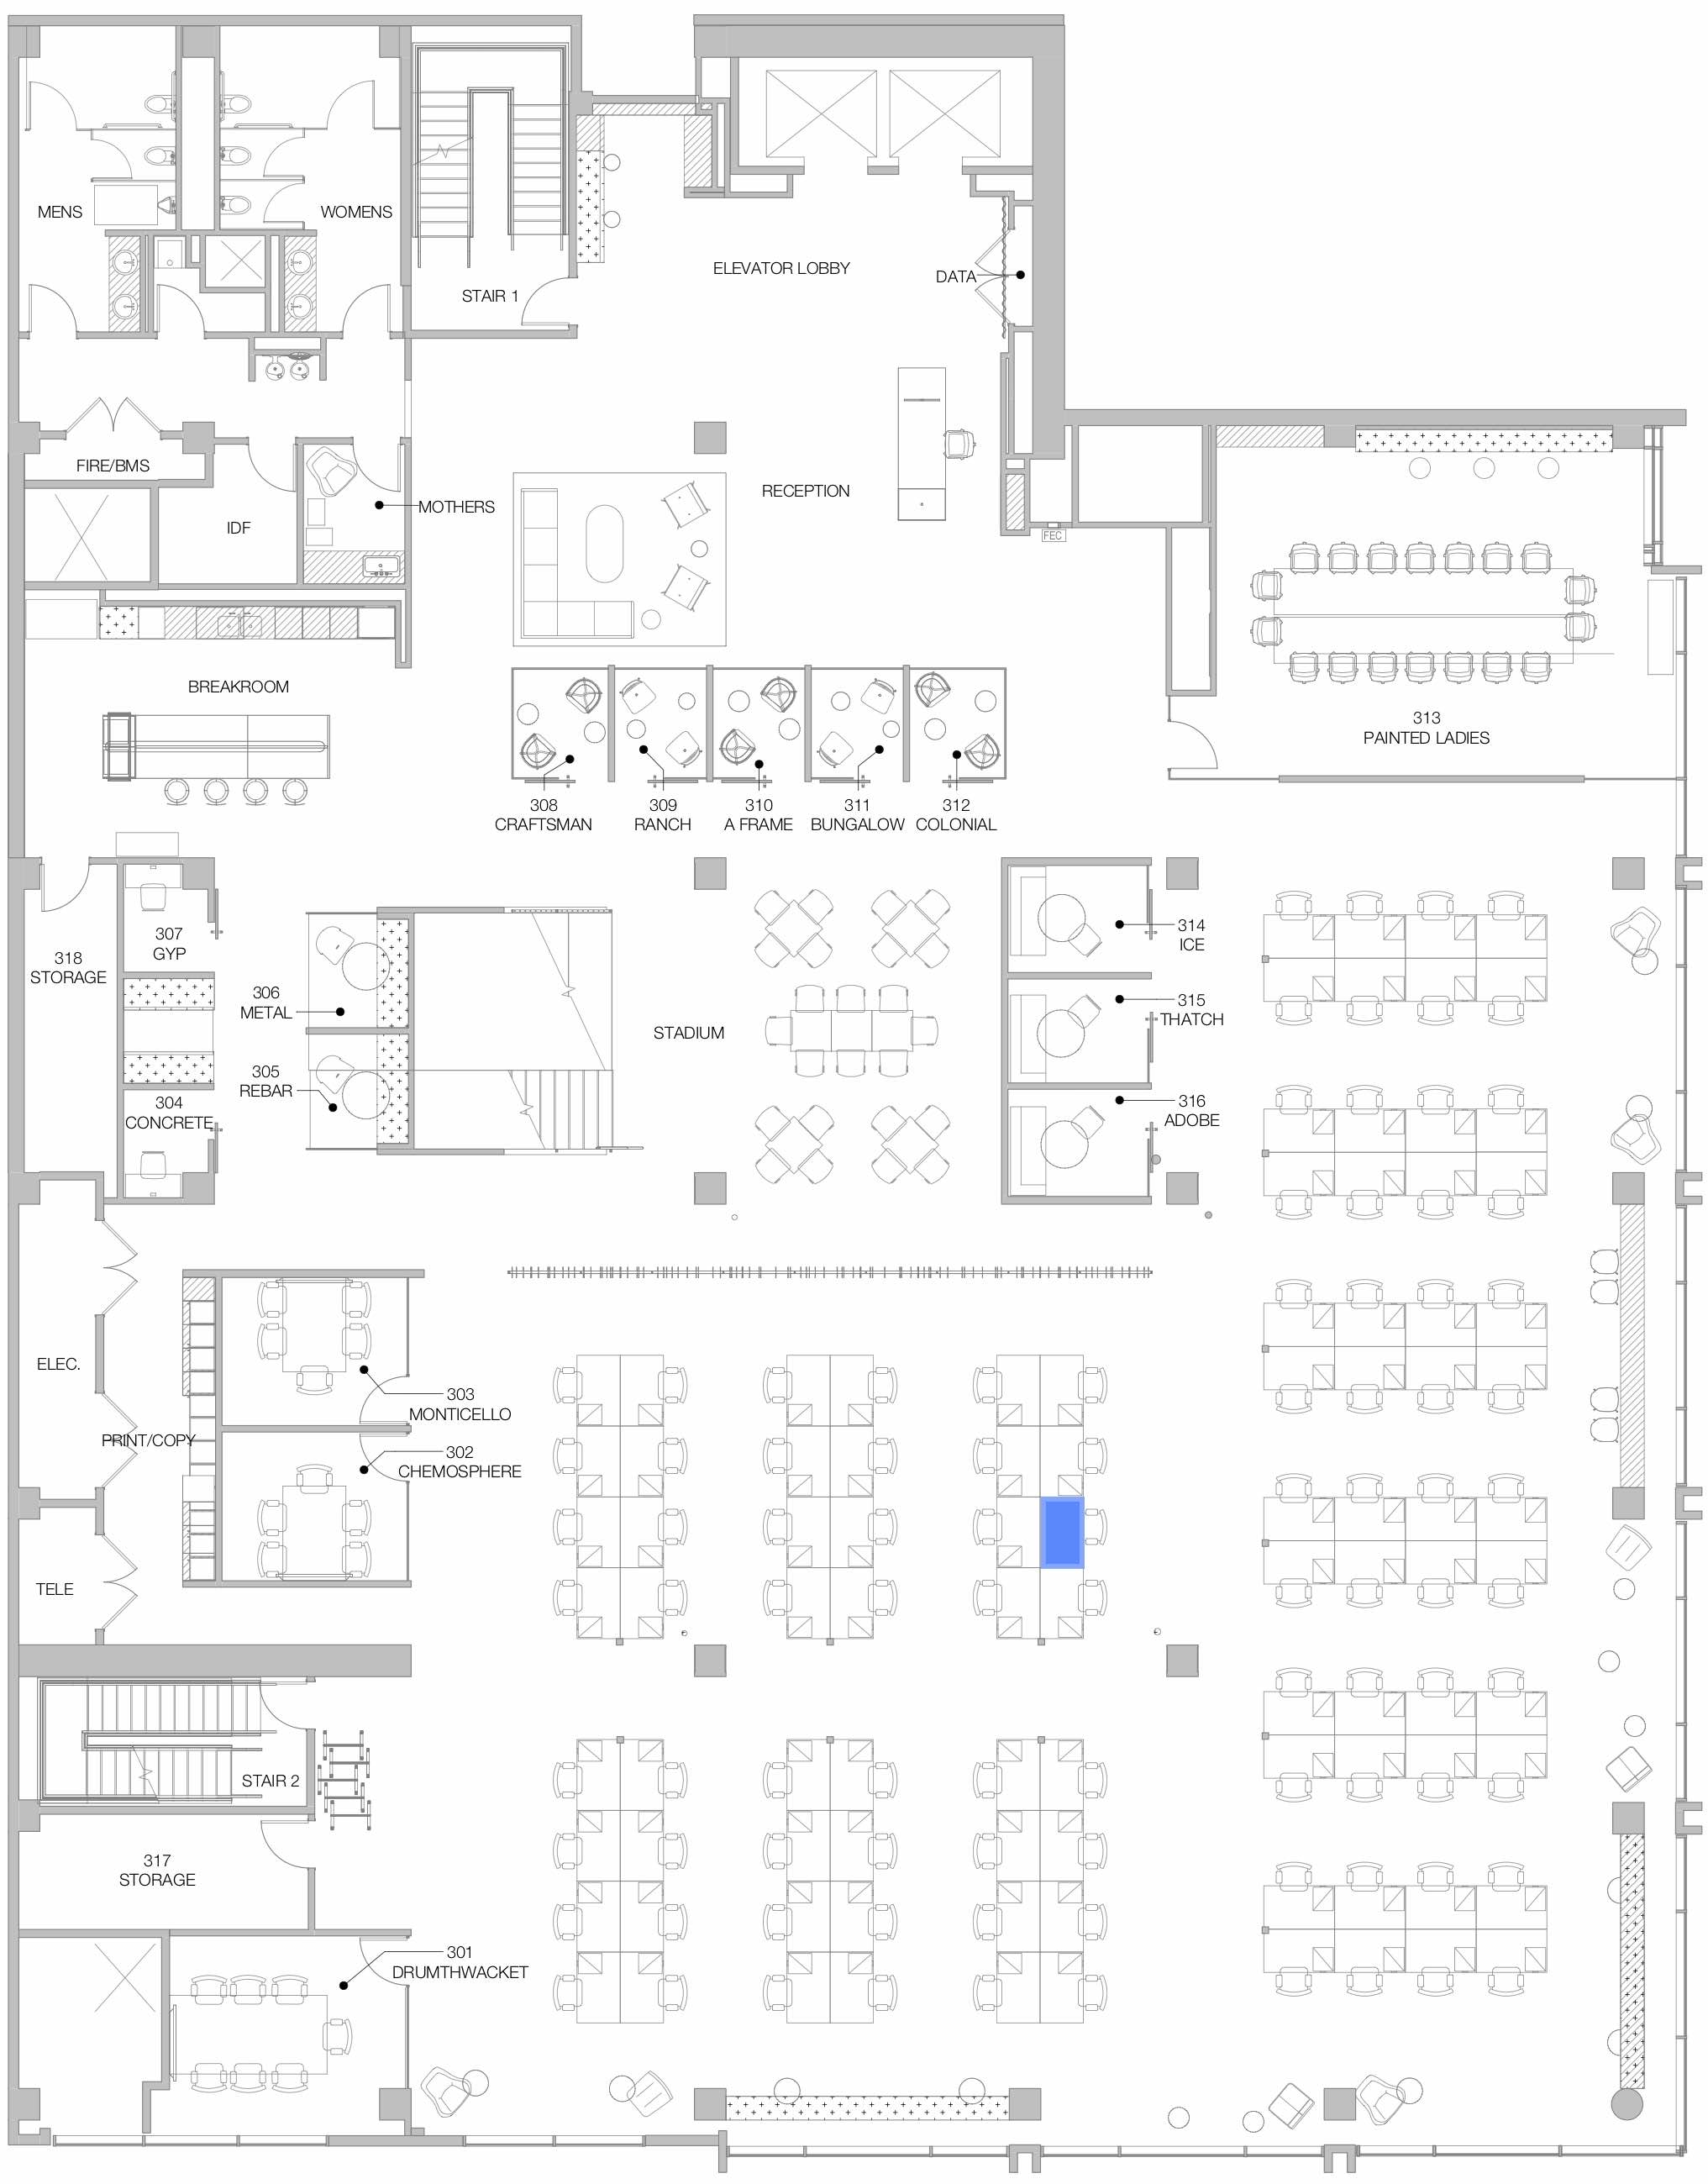 MENS
WOMENS
STAIR 1
ELEVATOR LOBBY
DATA
FIRE/BMS
IDF
MOTHERS
RECEPTION
FEC
BREAKROOM
313
PAINTED LADIES
308
CRAFTSMAN
309
RANCH
310
A FRAME
311
BUNGALOW
312
COLONIAL
318
STORAGE
307
GYP
306
METAL
305
REBAR
304
CONCRETE
STADIUM
314
ICE
315
THATCH
316
ADOBE
ELEC.
PRINT/COPY
303
MONTICELLO
302
CHEMOSPHERE
TELE
STAIR 2
317
STORAGE
301
DRUMTHWACKET